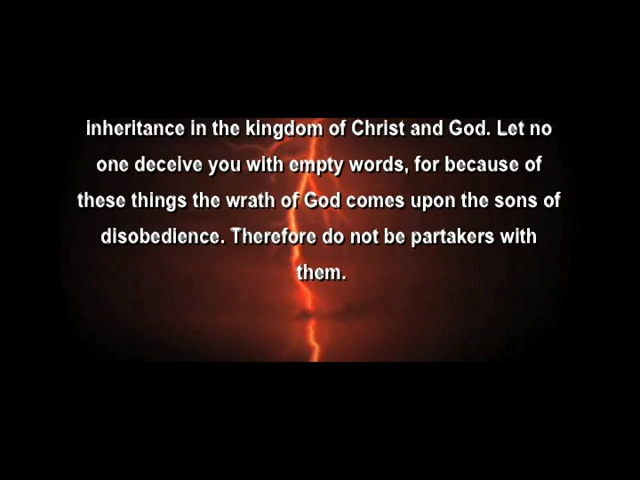 inheritance in the kingdom of Christ and God. Let no
one deceive you with empty words, for because of
these things the wrath of God comes upon the sons of
disobedience. Therefore do not be partakers with
them.